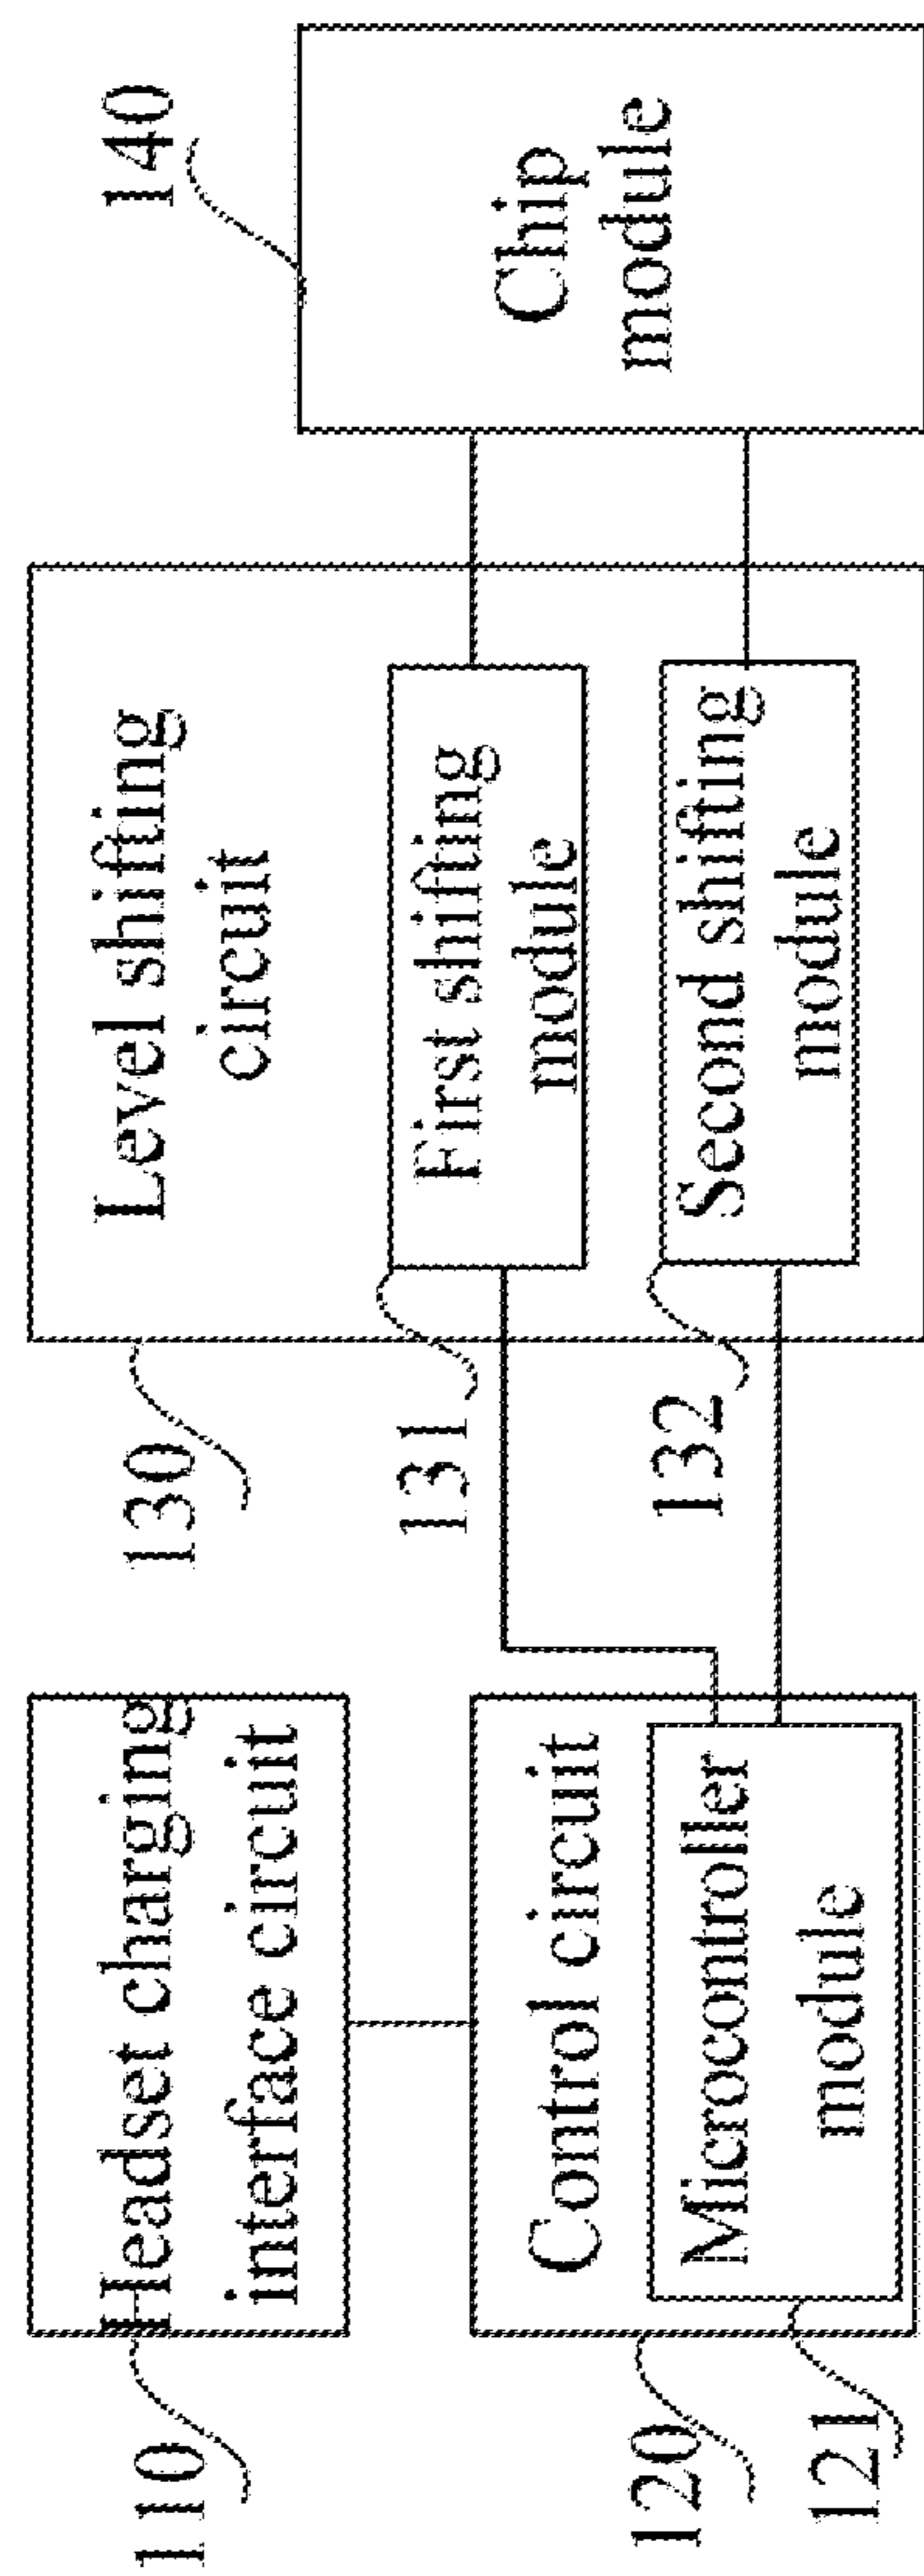 110
Headset charging
interface circuit
120
Control circuit
121
Microcontroller
module
130
Level shifting
circuit
131
First shifting
module
132
Second shifting
module
140
Chip
module